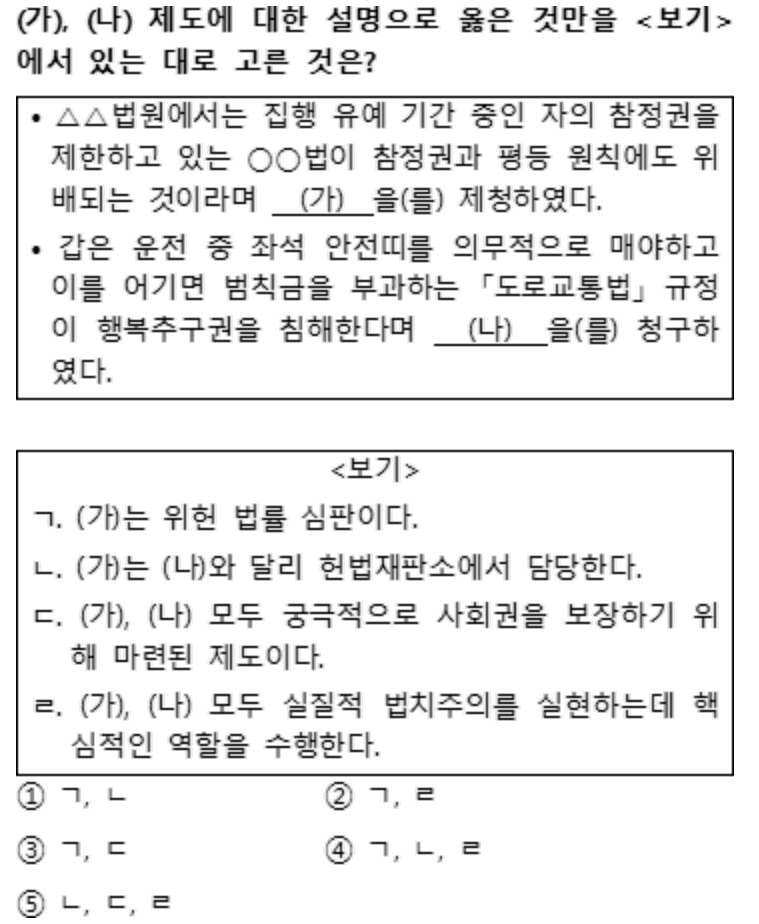 (가), (나) 제도에 대한 설명으로 옳은 것만을 <보기>
에서 있는 대로 고른 것은?
• △△법원에서는 집행 유예 기간 중인 자의 참정권을
제한하고 있는 ○○법이 참정권과 평등 원칙에도 위
배되는 것이라며 (가) 을(를) 제청하였다.
• 갑은 운전 중 좌석 안전띠를 의무적으로 매야하고
이를 어기면 범칙금을 부과하는 「도로교통법」 규정
이 행복추구권을 침해한다며 (나) 을(를) 청구하
였다.
<보기>
ㄱ. (가)는 위헌 법률 심판이다.
ㄴ. (가)는 (나)와 달리 헌법재판소에서 담당한다.
ㄷ. (가), (나) 모두 궁극적으로 사회권을 보장하기 위
해 마련된 제도이다.
ㄹ. (가), (나) 모두 실질적 법치주의를 실현하는데 핵
심적인 역할을 수행한다.
① ㄱ, ㄴ ② ㄱ, ㄹ
③ ㄱ, ㄷ ④ ㄱ, ㄴ, ㄹ
⑤ ㄴ, ㄷ, ㄹ